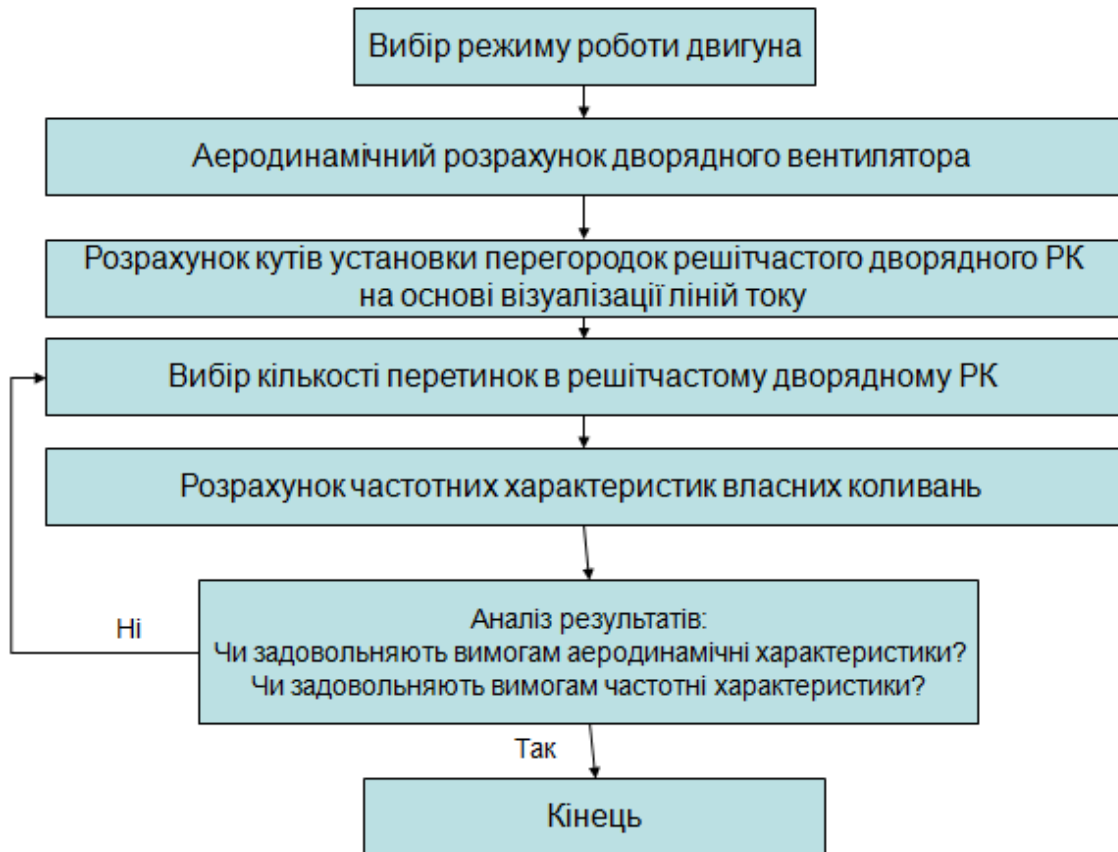 Вибір режиму роботи двигуна
Аеродинамічний розрахунок дворядного вентилятора
Розрахунок кутів установки перегородок решітчастого дворядного РК
на основі візуалізації ліній току
Вибір кількості перетинок в решітчастому дворядному РК
Розрахунок частотних характеристик власних коливань
Аналіз результатів:
Чи задовольняють вимогам аеродинамічні характеристики?
Чи задовольняють вимогам частотні характеристики?
Ні
Так
Кінець